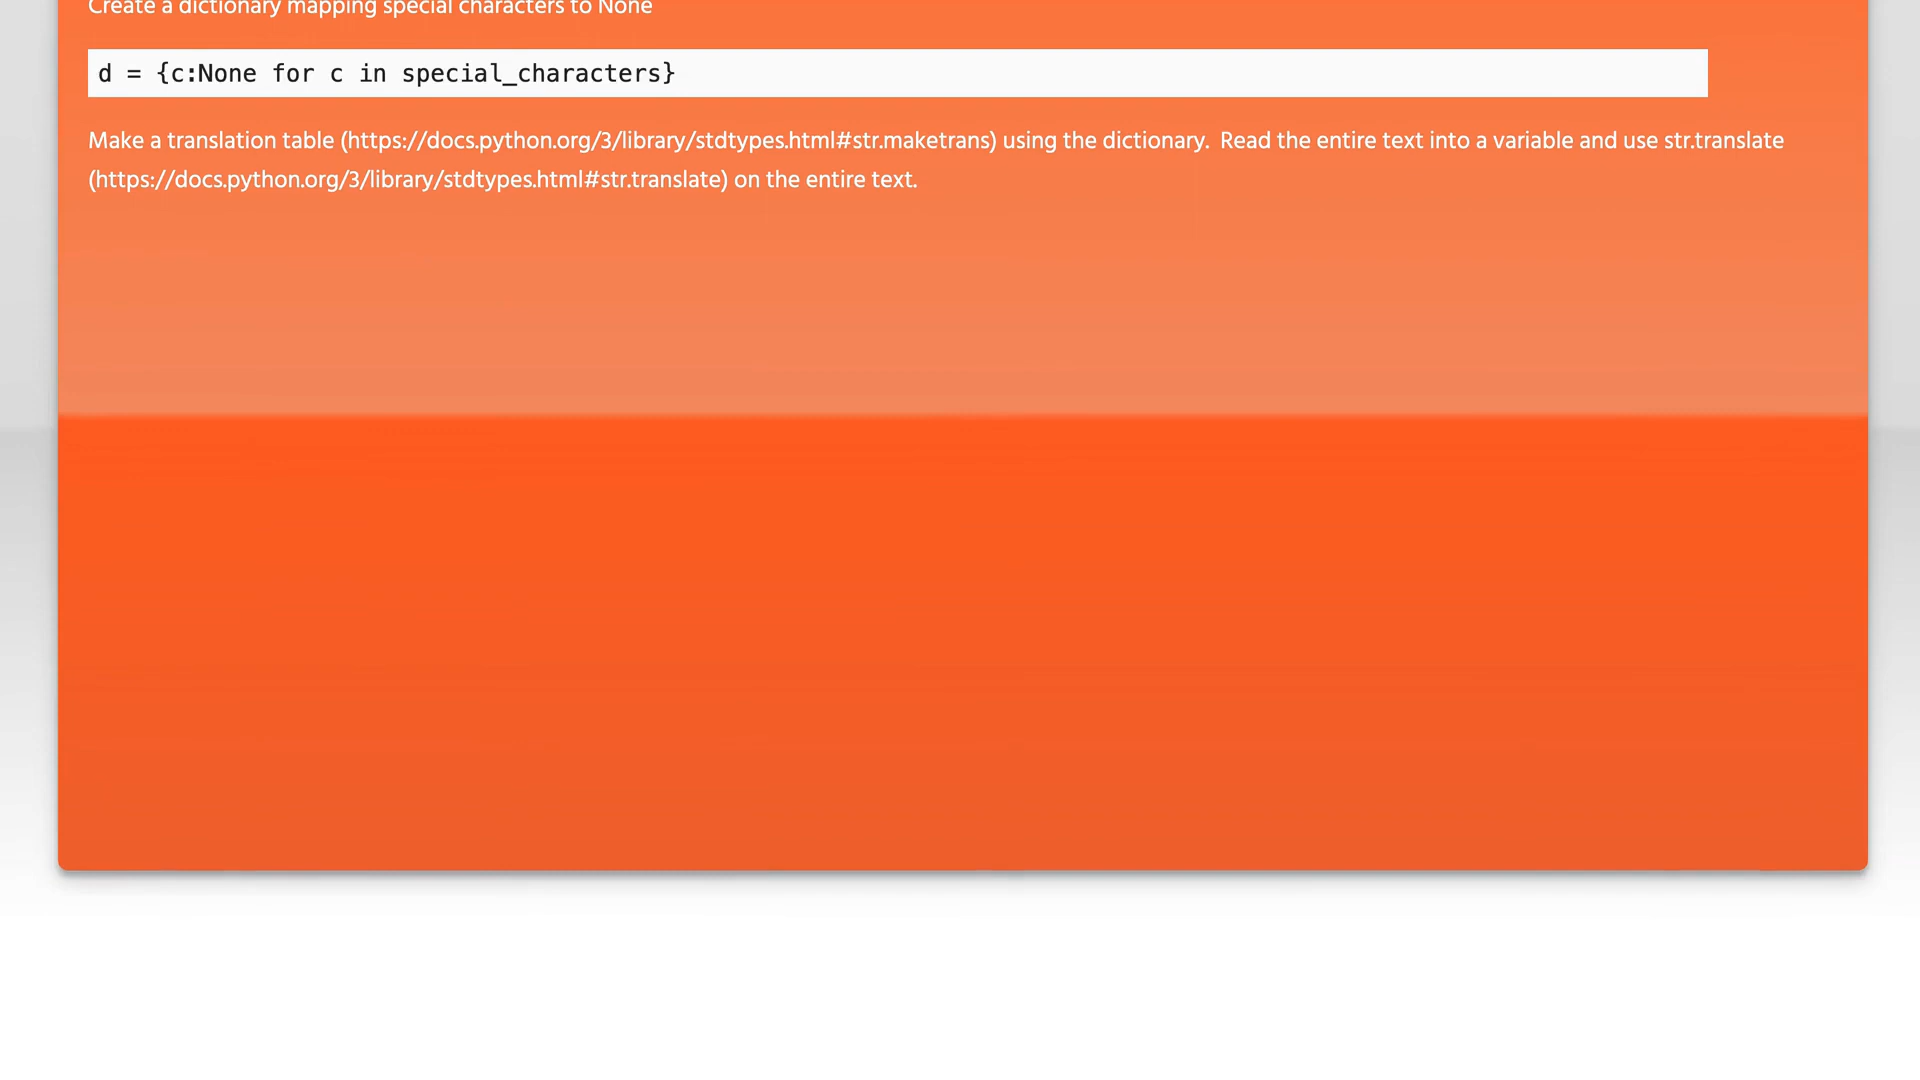 Create a dictionary mapping special characters to None
d = {c:None for c in special_characters}
Make a translation table (https://docs.python.org/3/library/stdtypes.html#str.maketrans) using the dictionary.  Read the entire text into a variable and use str.translate
(https://docs.python.org/3/library/stdtypes.html#str.translate) on the entire text.